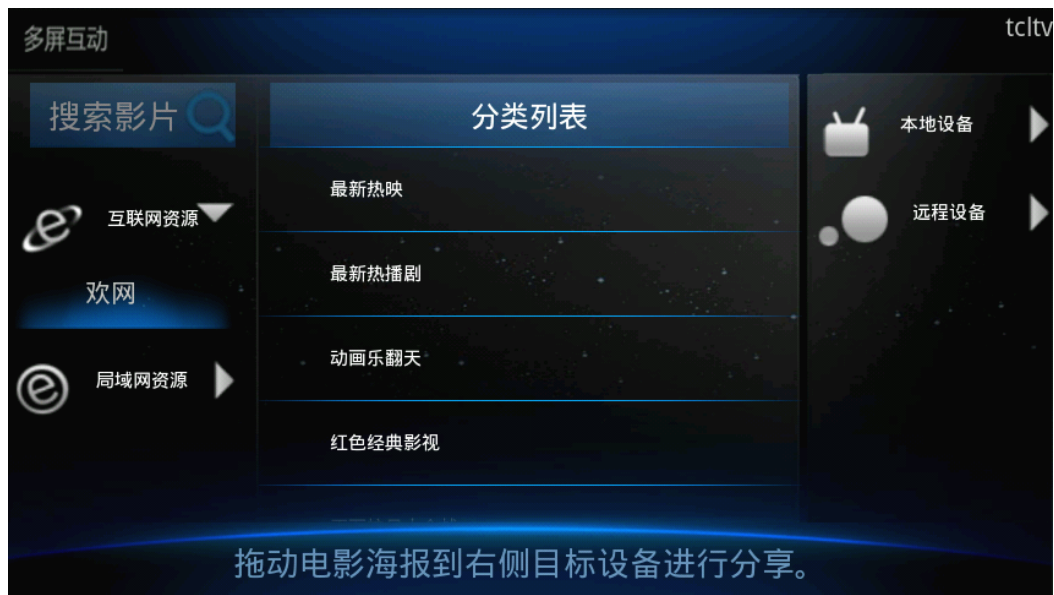 多屏互动
tcltv
搜索影片
分类列表
本地设备
最新热映
互联网资源
远程设备
最新热播剧
欢网
动画乐翻天
局域网资源
红色经典影视
拖动电影海报到右侧目标设备进行分享。